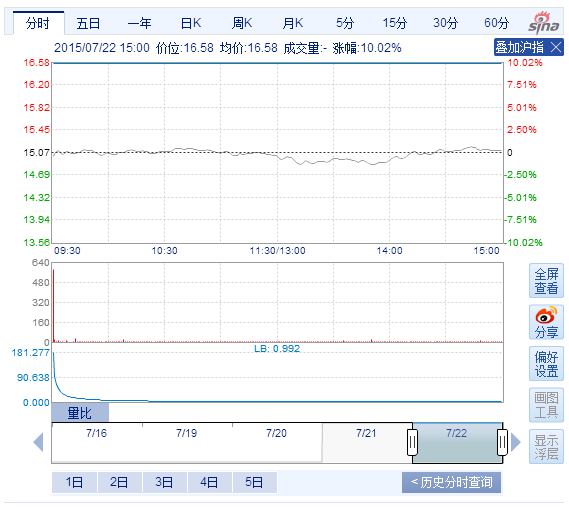 分时 五日 一年 日K 周K 月K 5分 15分 30分 60分 sina
2015/07/22 15:00 价位:16.58 均价:16.58 成交量:- 涨幅:10.02% 叠加沪指
16.58 10.02%
16.20 7.51%
15.82 5.01%
15.45 2.50%
15.07 0
14.69 -2.50%
14.32 -5.01%
13.94 -7.51%
13.56 -10.02%
09:30 10:30 11:30/13:00 14:00 15:00
640
480
320
160
0
LB: 0.992
181.277
90.638
0.000
量比
7/16 7/19 7/20 7/21 7/22
1日 2日 3日 4日 5日 <历史分时查询
全屏
查看
分享
偏好
设置
画图
工具
显示
浮层